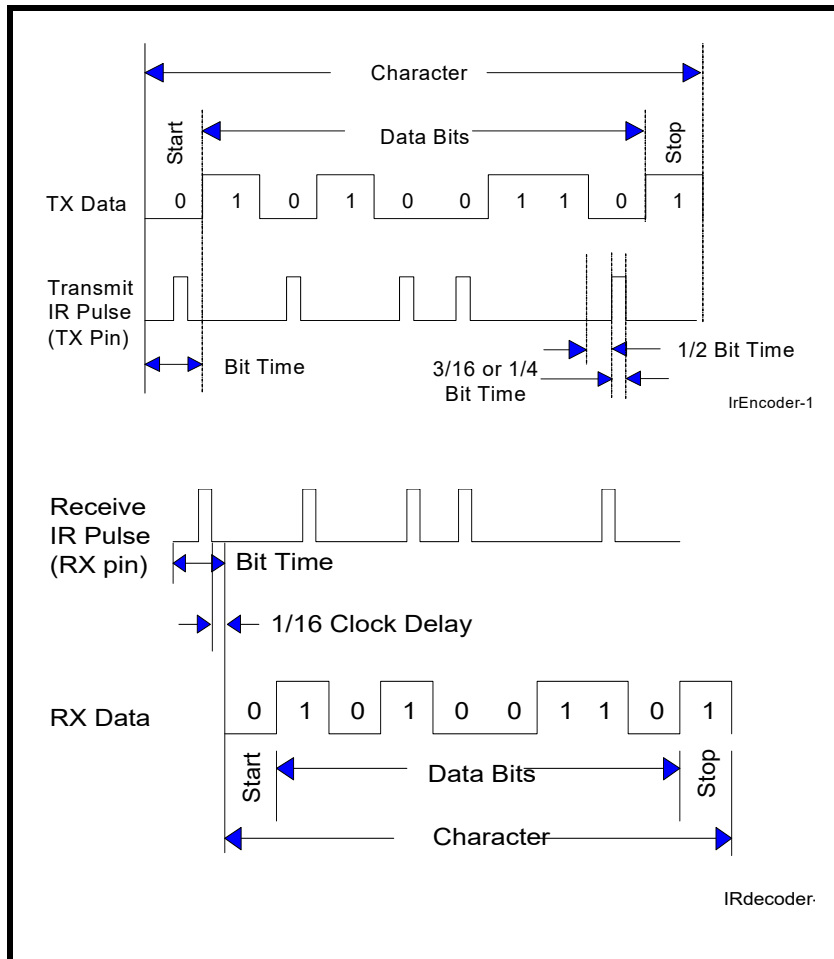 Character
Start
Data Bits
Stop
TX Data
0 1 0 1 0 0 1 1 0 1
Transmit
IR Pulse
(TX Pin)
Bit Time
3/16 or 1/4
Bit Time
1/2 Bit Time
IrEncoder-1
Receive
IR Pulse
(RX pin)
Bit Time
1/16 Clock Delay
RX Data
0 1 0 1 0 0 1 1 0 1
Start
Data Bits
Stop
Character
IRdecoder-